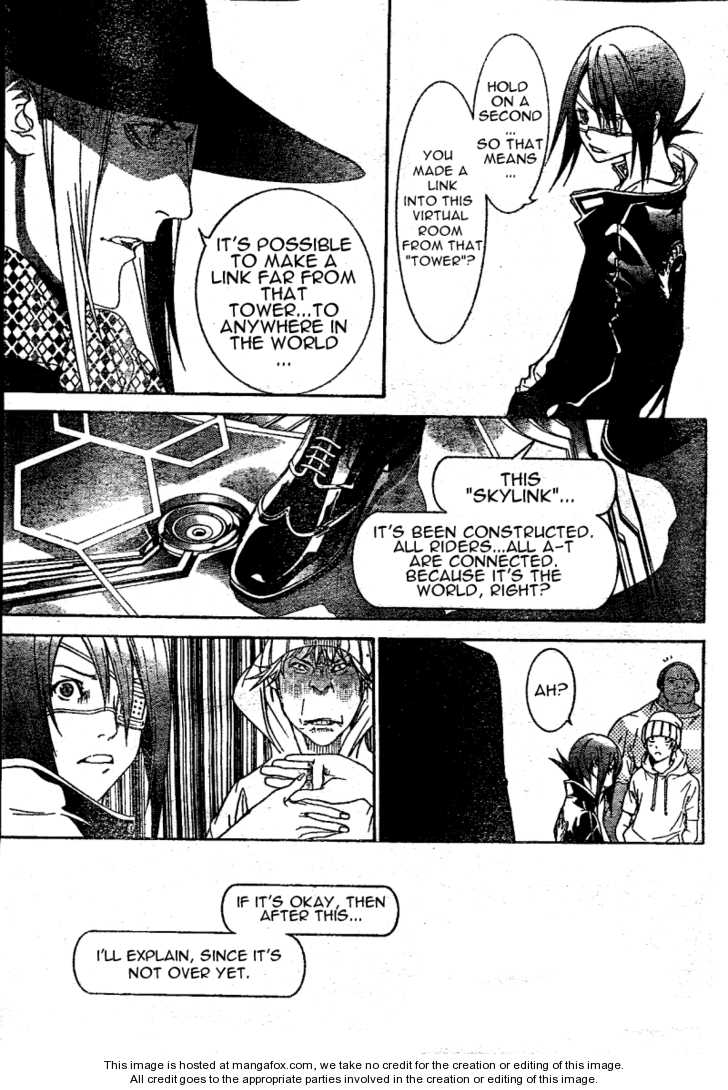 HOLD
ON A
SECOND
...
SO THAT
MEANS
...
YOU
MADE A
LINK
INTO THIS
VIRTUAL
ROOM
FROM THAT
"TOWER"?
IT'S POSSIBLE
TO MAKE A
LINK FAR FROM
THAT
TOWER...TO
ANYWHERE IN
THE WORLD
...
THIS
"SKYLINK"...
IT'S BEEN CONSTRUCTED.
ALL RIDERS...ALL A-T
ARE CONNECTED.
BECAUSE IT'S THE
WORLD, RIGHT?
AH?
IF IT'S OKAY, THEN
AFTER THIS...
I'LL EXPLAIN, SINCE IT'S
NOT OVER YET.
This image is hosted at mangafox.com, we take no credit for the creation or editing of this image.
All credit goes to the appropriate parties involved in the creation or editing of this image.